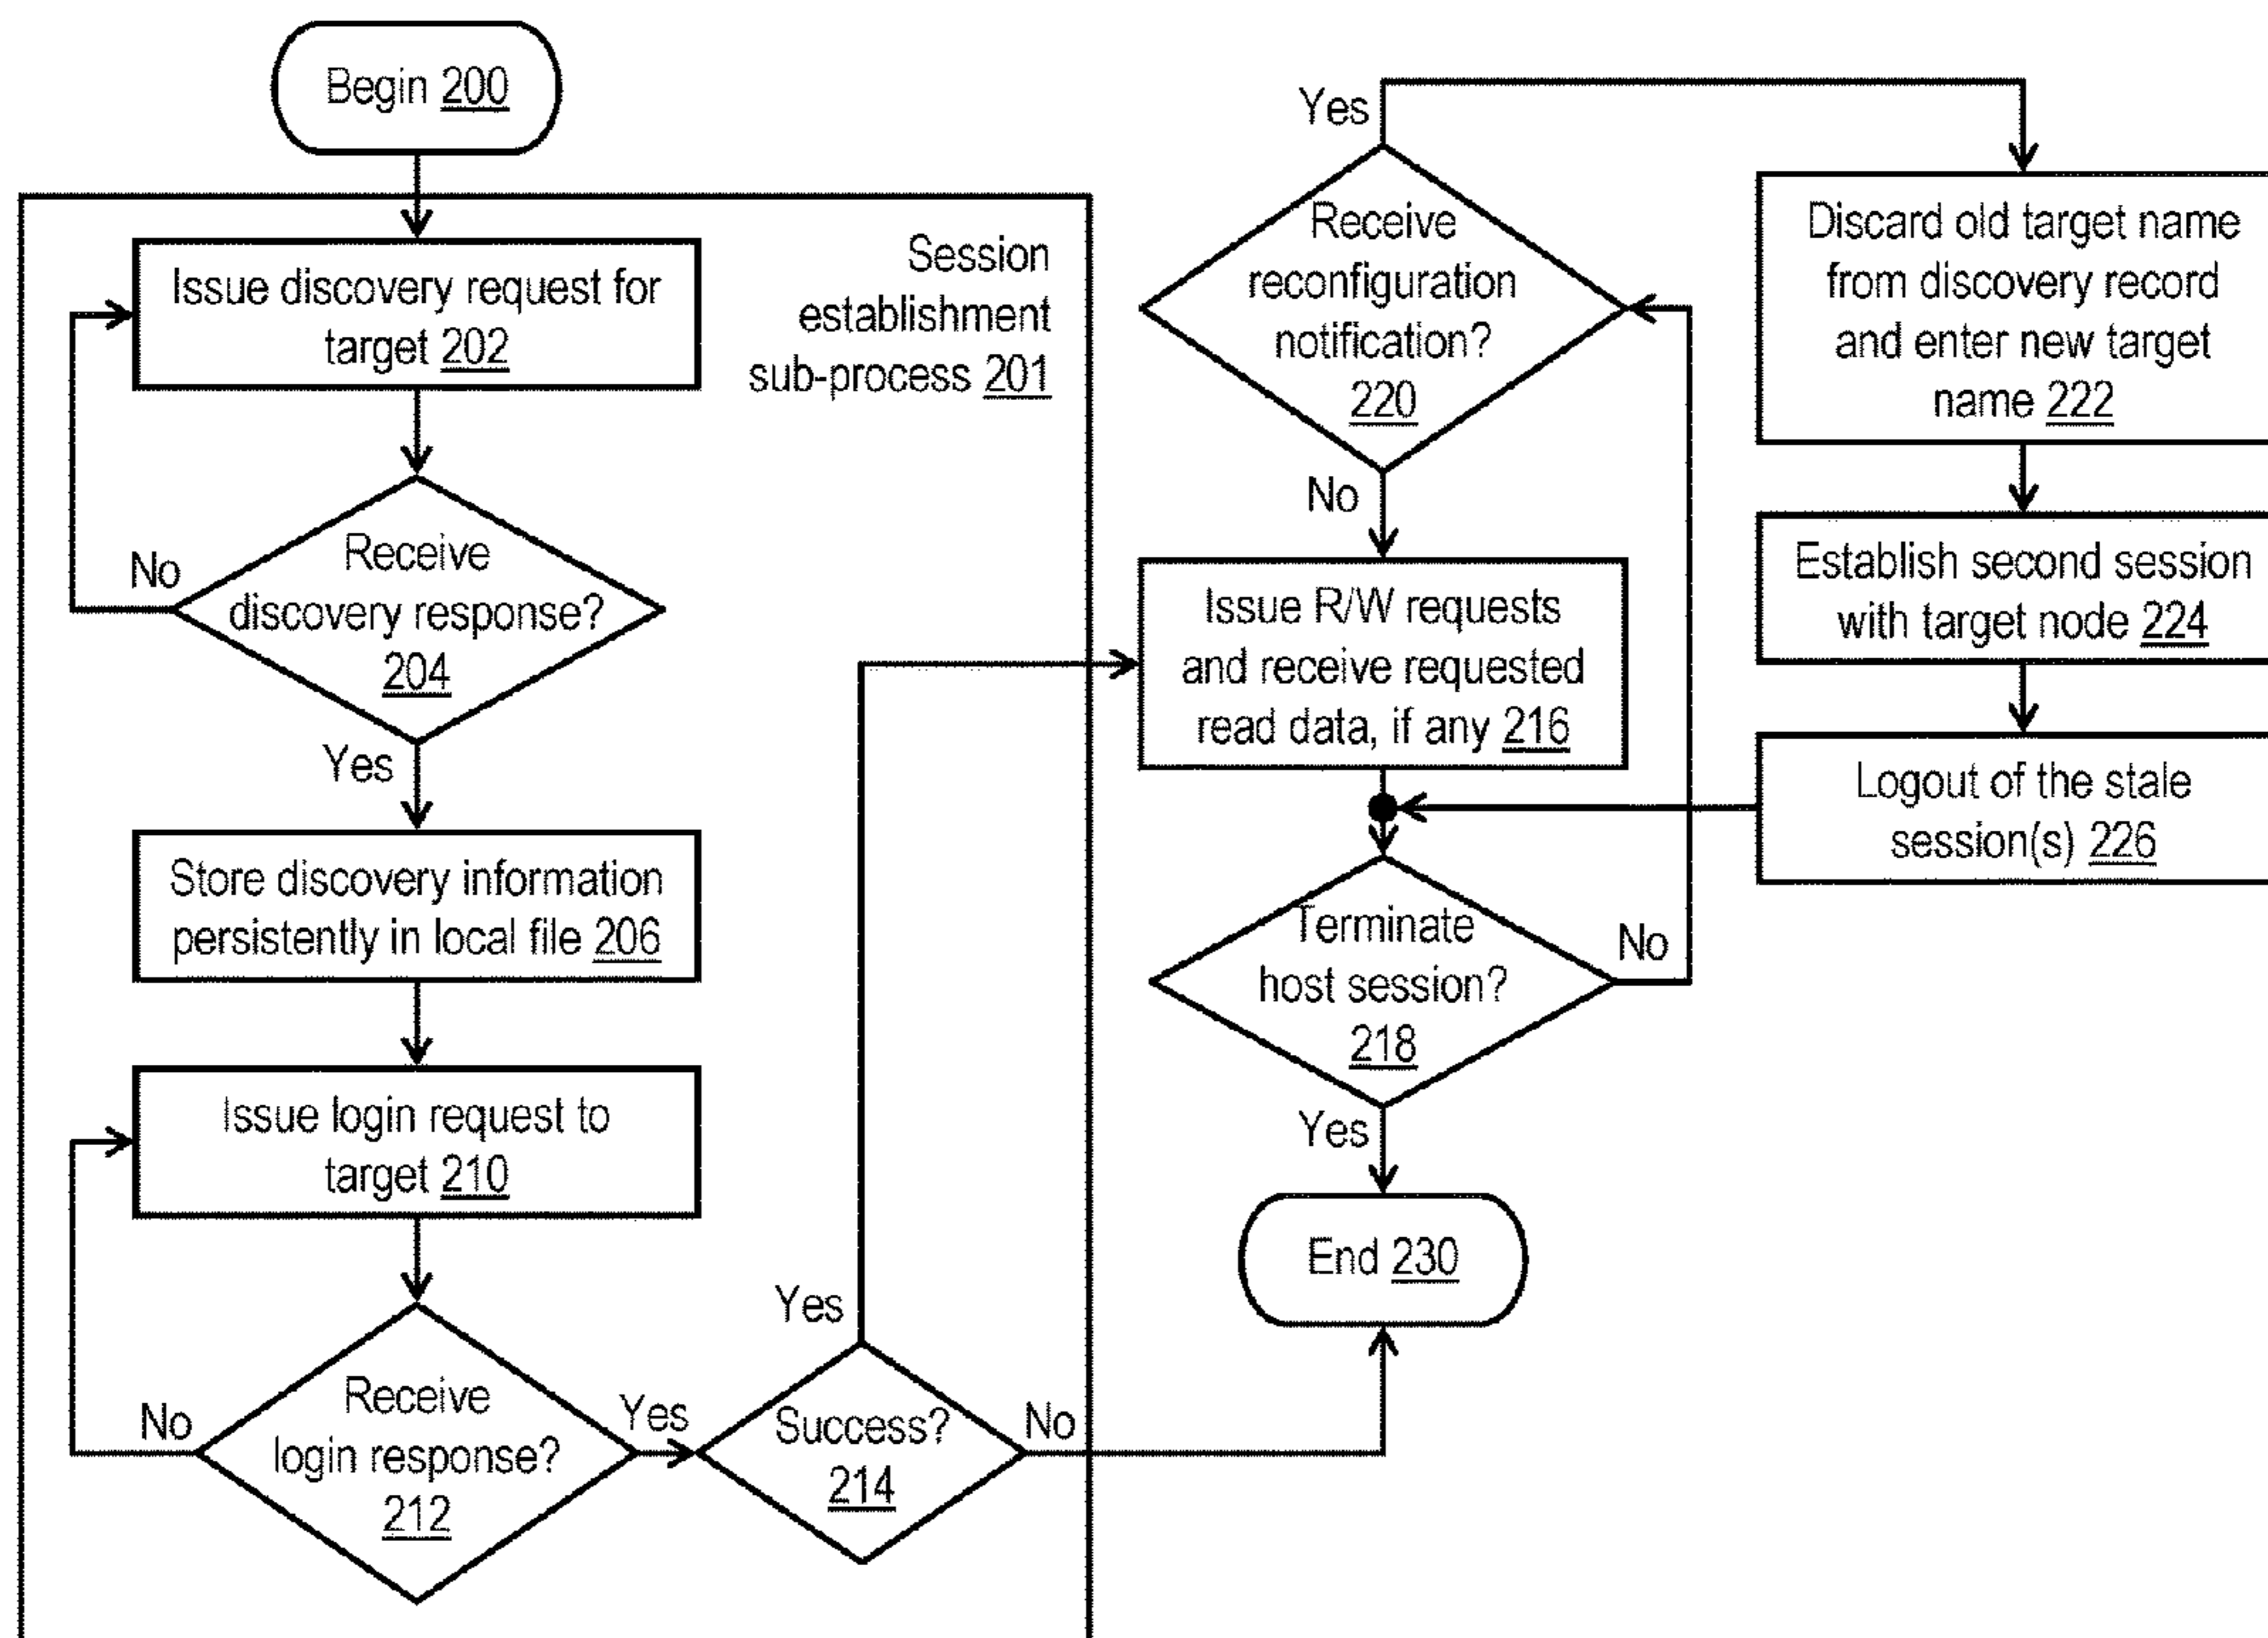 Begin 200
Session
establishment
sub-process 201
Issue discovery request for
target 202
Receive
discovery response?
204
No
Yes
Store discovery information
persistently in local file 206
Issue login request to
target 210
Receive
login response?
212
No
Yes
Success?
214
Yes
No
Issue R/W requests
and receive requested
read data, if any 216
Terminate
host session?
218
No
Yes
End 230
Receive
reconfiguration
notification?
220
No
Yes
Discard old target name
from discovery record
and enter new target
name 222
Establish second session
with target node 224
Logout of the stale
session(s) 226